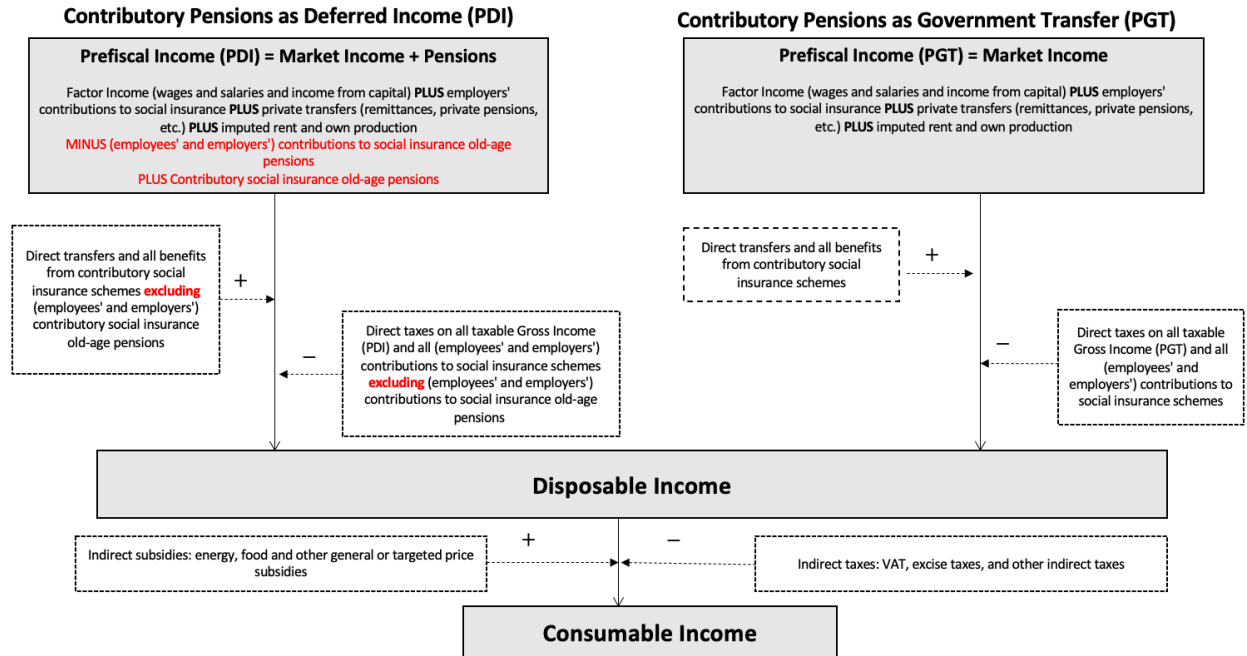 Contributory Pensions as Deferred Income (PDI)
Prefiscal Income (PDI) = Market Income + Pensions
Factor Income (wages and salaries and income from capital) PLUS employers'
contributions to social insurance PLUS private transfers (remittances, private pensions,
etc.) PLUS imputed rent and own production
MINUS (employees' and employers') contributions to social insurance old-age
pensions
PLUS Contributory social insurance old-age pensions
Contributory Pensions as Government Transfer (PGT)
Prefiscal Income (PGT) = Market Income
Factor Income (wages and salaries and income from capital) PLUS employers'
contributions to social insurance PLUS private transfers (remittances, private pensions,
etc.) PLUS imputed rent and own production
Direct transfers and all benefits
from contributory social
insurance schemes excluding
(employees' and employers')
contributory social insurance
old-age pensions
+
Direct taxes on all taxable Gross Income
(PDI) and all (employees' and employers')
contributions to social insurance schemes
excluding (employees' and employers')
contributions to social insurance old-age
pensions
−
Direct transfers and all benefits
from contributory social
insurance schemes
+
Direct taxes on all taxable
Gross Income (PGT) and all
(employees' and
employers') contributions to
social insurance schemes
−
Disposable Income
Indirect subsidies: energy, food and other general or targeted price
subsidies
+
−
Indirect taxes: VAT, excise taxes, and other indirect taxes
Consumable Income